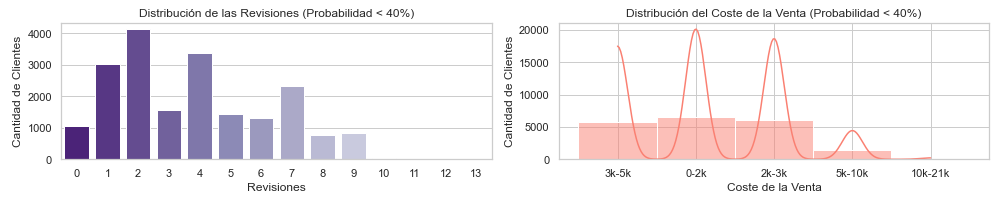 Distribución de las Revisiones (Probabilidad < 40%)
Cantidad de Clientes
4000
3000
2000
1000
0
0 1 2 3 4 5 6 7 8 9 10 11 12 13
Revisiones
Distribución del Coste de la Venta (Probabilidad < 40%)
Cantidad de Clientes
20000
15000
10000
5000
0
3k-5k 0-2k 2k-3k 5k-10k 10k-21k
Coste de la Venta